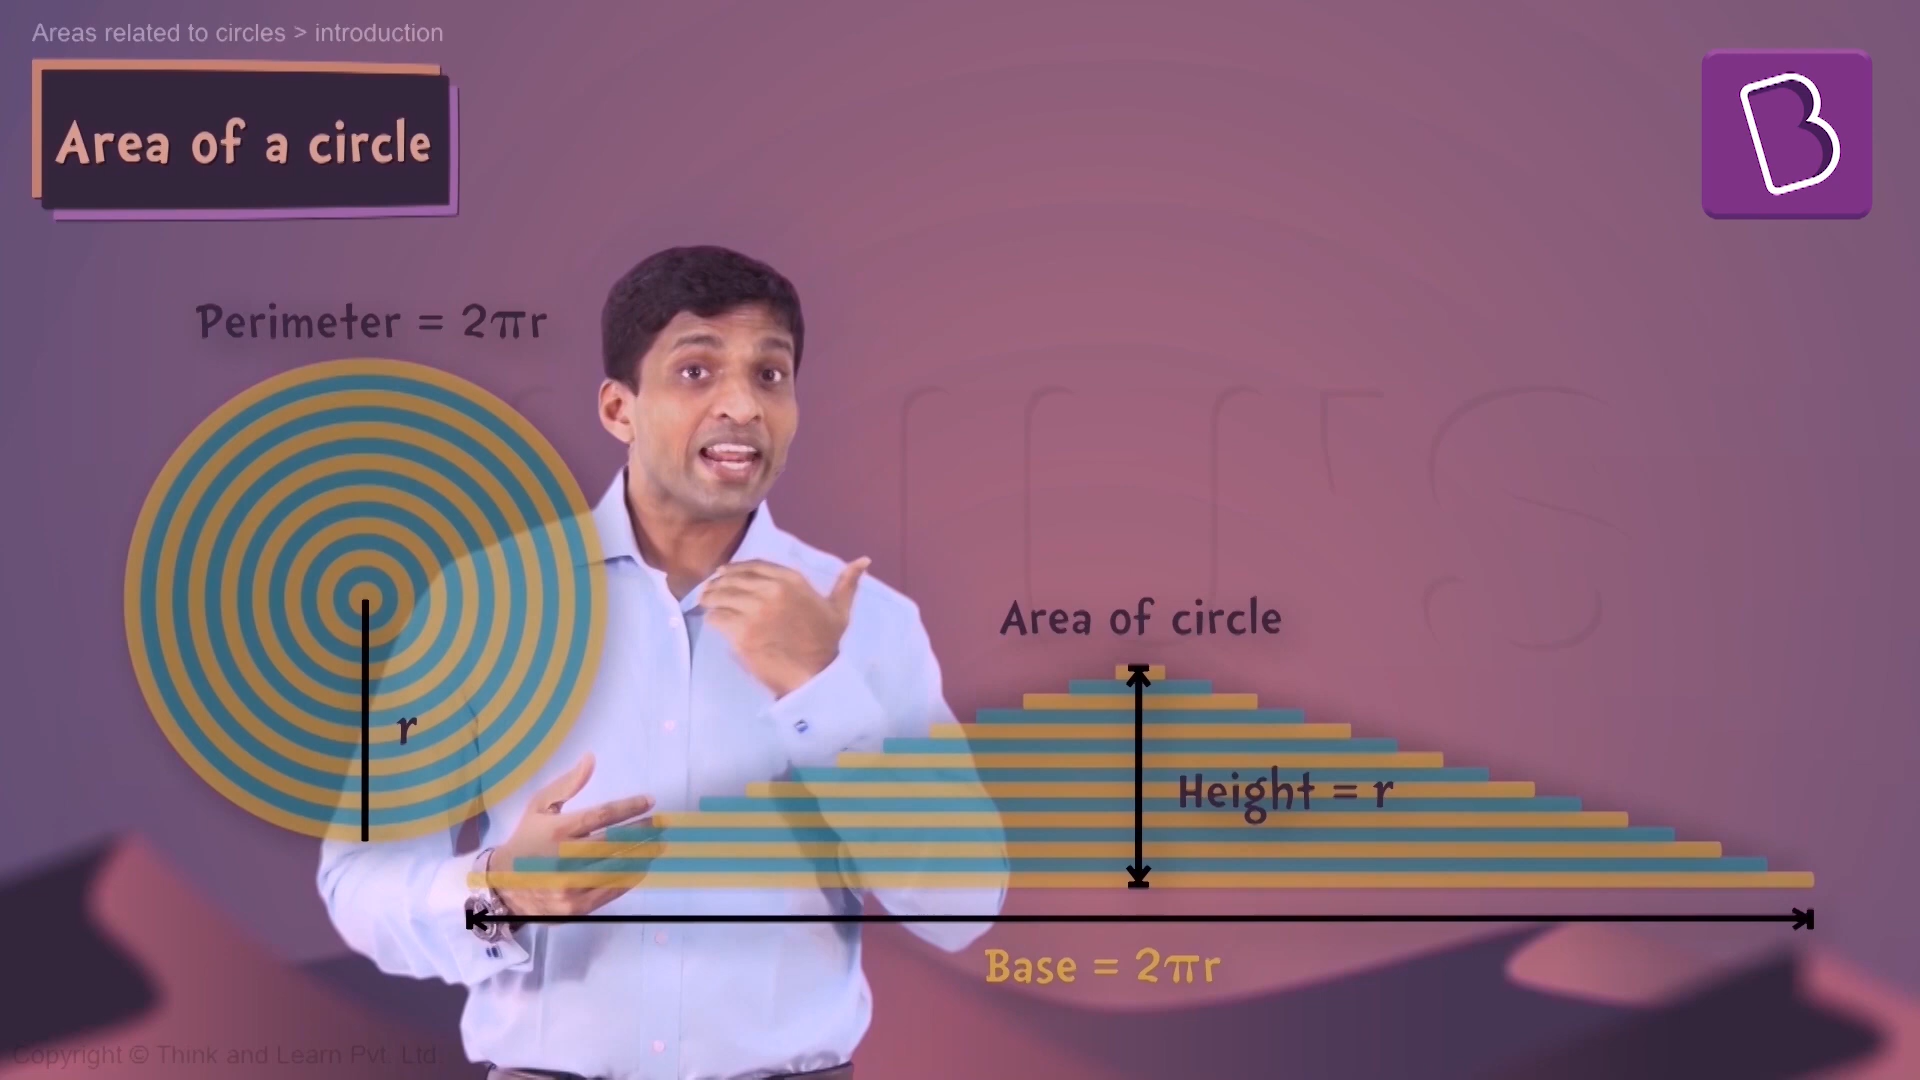 Areas related to circles > introduction
Area of a circle
B
Perimeter = 2πr
r
Area of circle
Height = r
Base = 2πr
Copyright © Think and Learn Pvt. Ltd.